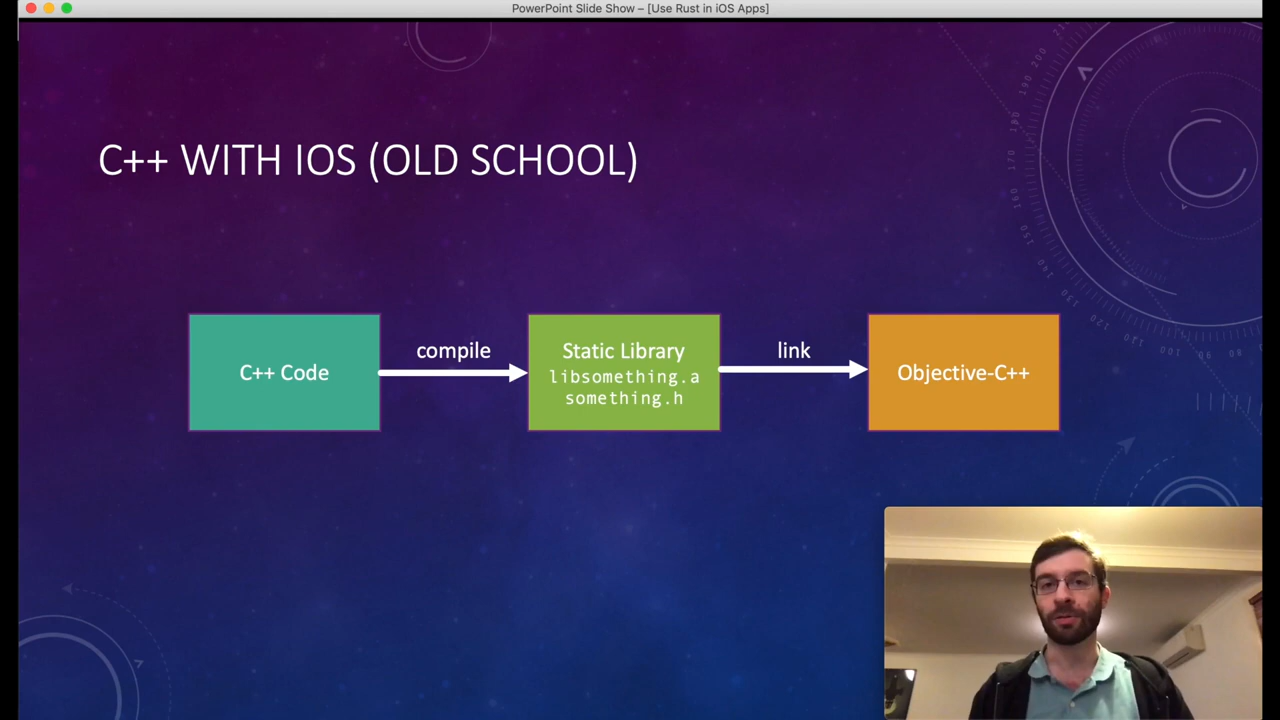 PowerPoint Slide Show – [Use Rust in iOS Apps]
C++ WITH IOS (OLD SCHOOL)
C++ Code
compile
Static Library
libsomething.a
something.h
link
Objective-C++